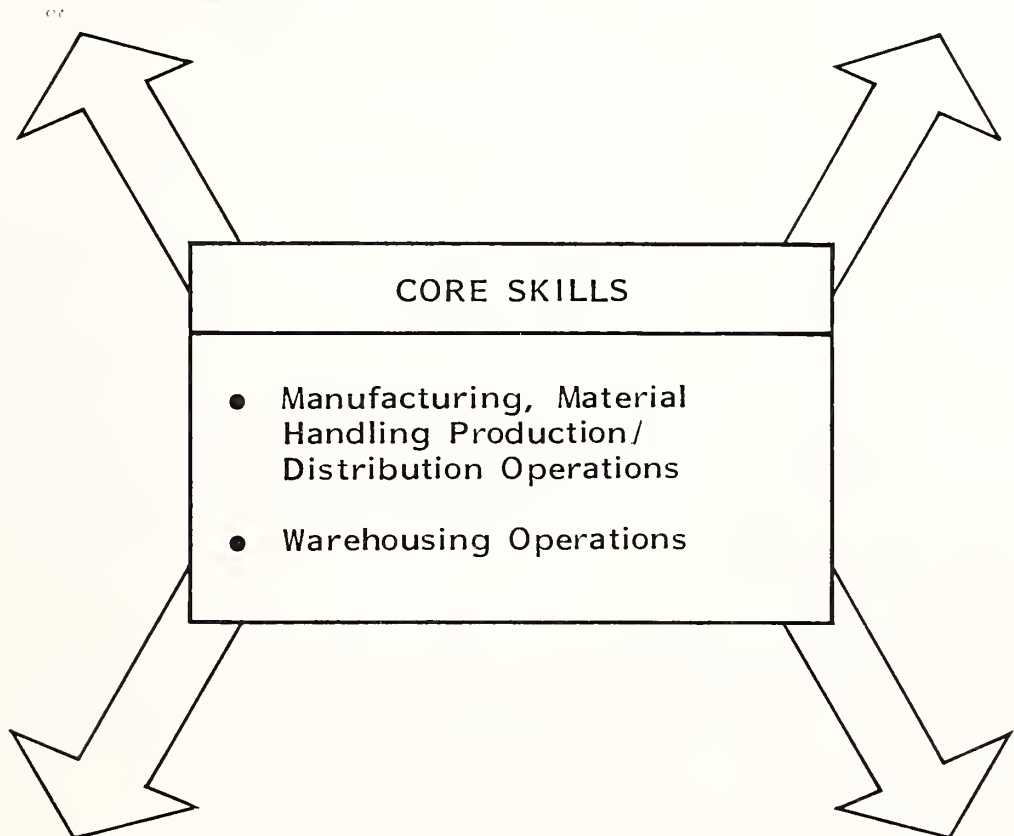 CORE SKILLS
● Manufacturing, Material
Handling Production/
Distribution Operations
● Warehousing Operations